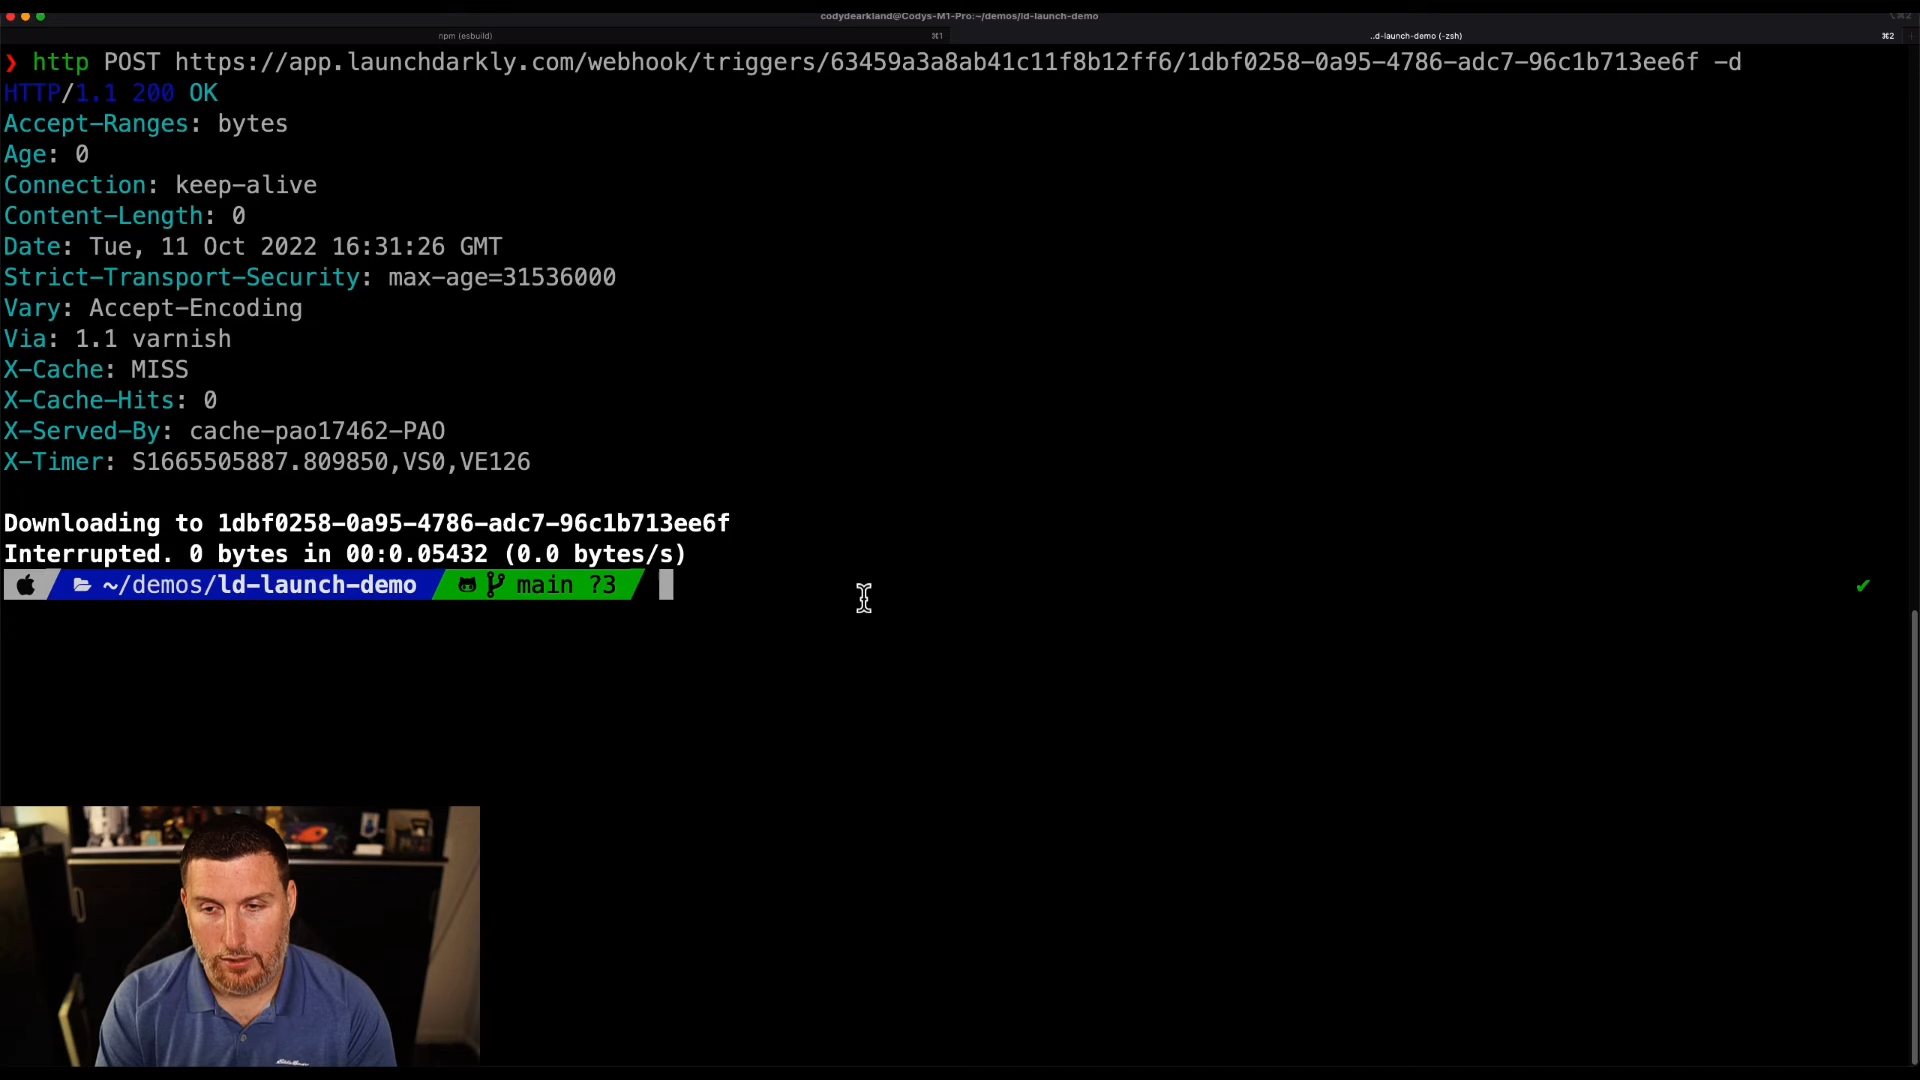 codydearkland@Codys-M1-Pro:~/demos/ld-launch-demo
npm (esbuild) ⌘1 ..d-launch-demo (-zsh) ⌘2
❯ http POST https://app.launchdarkly.com/webhook/triggers/63459a3a8ab41c11f8b12ff6/1dbf0258-0a95-4786-adc7-96c1b713ee6f -d
HTTP/1.1 200 OK
Accept-Ranges: bytes
Age: 0
Connection: keep-alive
Content-Length: 0
Date: Tue, 11 Oct 2022 16:31:26 GMT
Strict-Transport-Security: max-age=31536000
Vary: Accept-Encoding
Via: 1.1 varnish
X-Cache: MISS
X-Cache-Hits: 0
X-Served-By: cache-pao17462-PAO
X-Timer: S1665505887.809850,VS0,VE126
Downloading to 1dbf0258-0a95-4786-adc7-96c1b713ee6f
Interrupted. 0 bytes in 00:0.05432 (0.0 bytes/s)
~/demos/ld-launch-demo main ?3 ✔